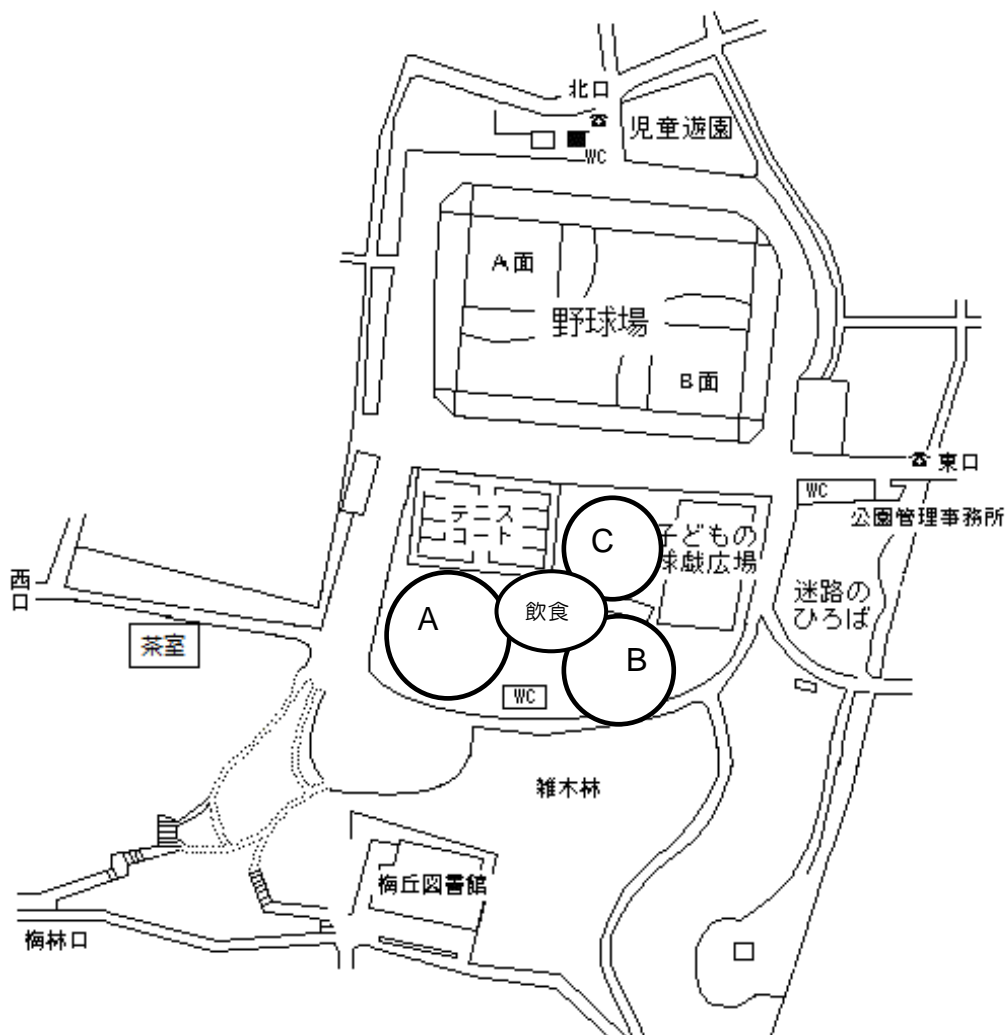 北口
☎
児童遊園
WC
A面
野球場
B面
☎ 東口
WC
公園管理事務所
テニス
コート
C
子どもの
球戯広場
西
口
迷路の
ひろば
A
飲食
茶室
B
WC
雑木林
梅丘図書館
梅林口